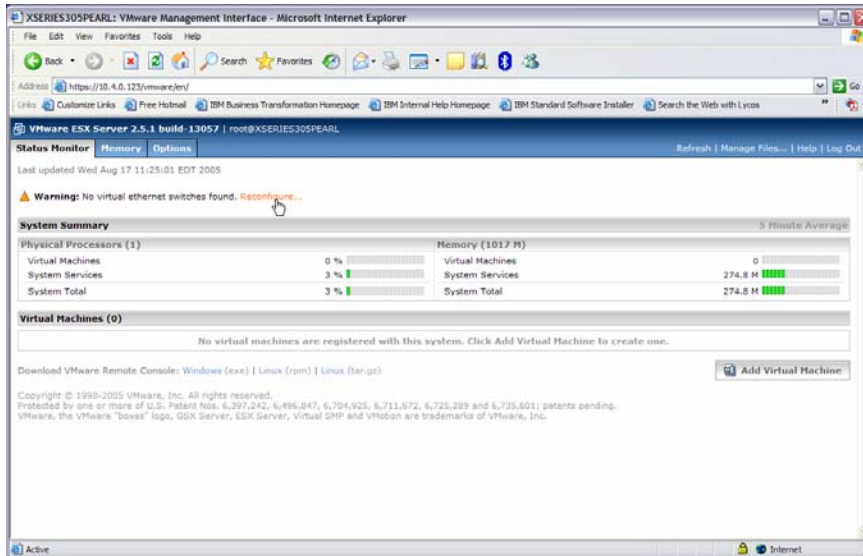 XSERIES305PEARL: VMware Management Interface - Microsoft Internet Explorer
File Edit View Favorites Tools Help
Back Search Favorites
Address https://10.4.0.123/vmware/en/ Go
Links Customize Links Free Hotmail IBM Business Transformation Homepage IBM Internal Help Homepage IBM Standard Software Installer Search the Web with Lycos »
VMware ESX Server 2.5.1 build-13057 | root@XSERIES305PEARL
Status Monitor Memory Options Refresh | Manage Files... | Help | Log Out
Last updated Wed Aug 17 11:25:01 EDT 2005
Warning: No virtual ethernet switches found. Reconfigure...
System Summary 5 Minute Average
Physical Processors (1) Memory (1017 M)
Virtual Machines 0 % Virtual Machines 0
System Services 3 % System Services 274.8 M
System Total 3 % System Total 274.8 M
Virtual Machines (0)
No virtual machines are registered with this system. Click Add Virtual Machine to create one.
Download VMware Remote Console: Windows (exe) | Linux (rpm) | Linux (tar.gz) Add Virtual Machine
Copyright © 1998-2005 VMware, Inc. All rights reserved.
Protected by one or more of U.S. Patent Nos. 6,397,242, 6,496,847, 6,704,925, 6,711,672, 6,725,289 and 6,735,601; patents pending.
VMware, the VMware "boxes" logo, GSX Server, ESX Server, Virtual SMP and VMotion are trademarks of VMware, Inc.
Active Internet